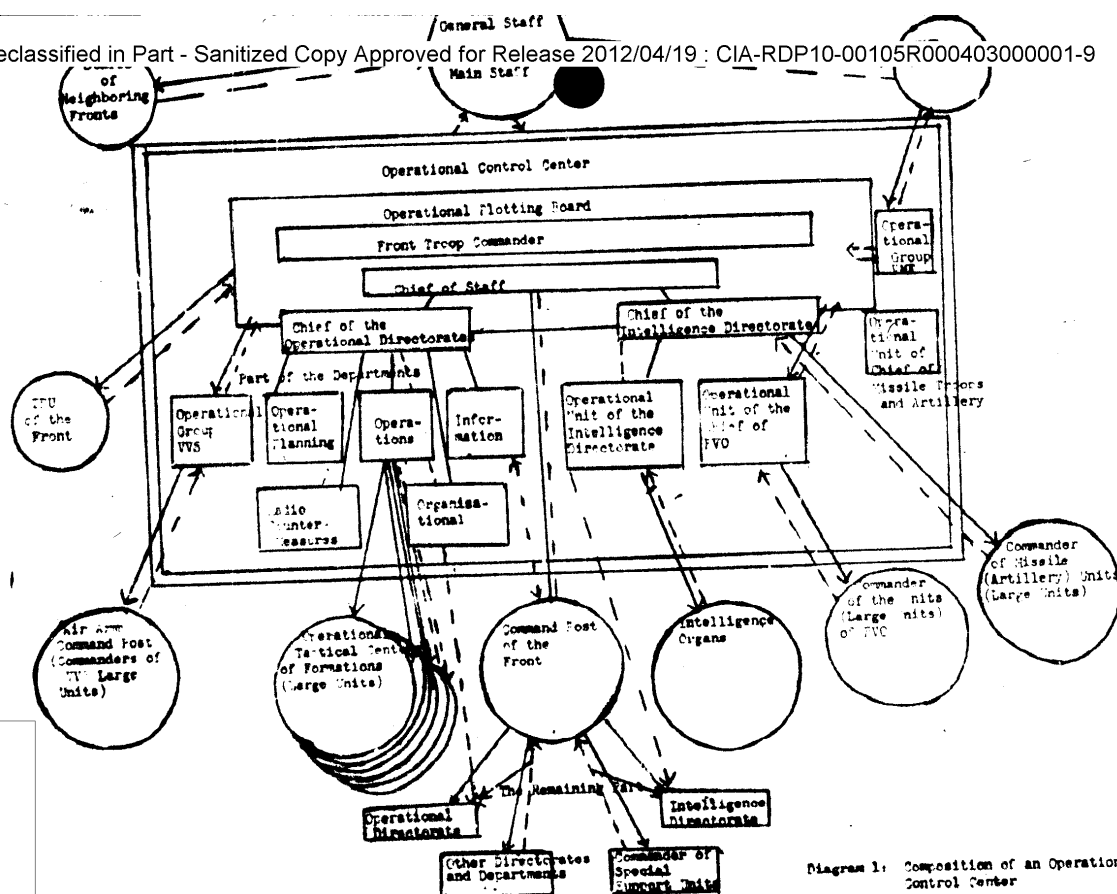 General Staff
eclassified in Part - Sanitized Copy Approved for Release 2012/04/19 : CIA-RDP10-00105R000403000001-9
Main Staff
of
Neighboring
Fronts
Operational Control Center
Operational Plotting Board
Front Troop Commander
Chief of Staff
Opera-
tional
Group
Chief of the
Operational Directorate
Chief of the
Intelligence Directorate
Opera-
tional
Unit of
Chief of
Missile Troops
and Artillery
Part of the Departments
of the
Front
Operational
Group
VVS
Opera-
tional
Planning
Opera-
tions
Infor-
mation
Operational
Unit of the
Intelligence
Directorate
Operational
Unit of the
Chief of
PVO
Radio
Counter-
measures
Organiza-
tional
Commander
of Missile
(Artillery) Units
(Large Units)
Air Army
Command Post
(Commanders of
VVS Large
Units)
Operational
Tactical Cent
of Formations
(Large Units)
Command Post
of the
Front
Intelligence
Organs
Commander
of the Units
(Large Units)
of PVO
The Remaining Part
Operational
Directorate
Intelligence
Directorate
Other Directorates
and Departments
Commander of
Special
Support Units
Diagram 1: Composition of an Operation
Control Center